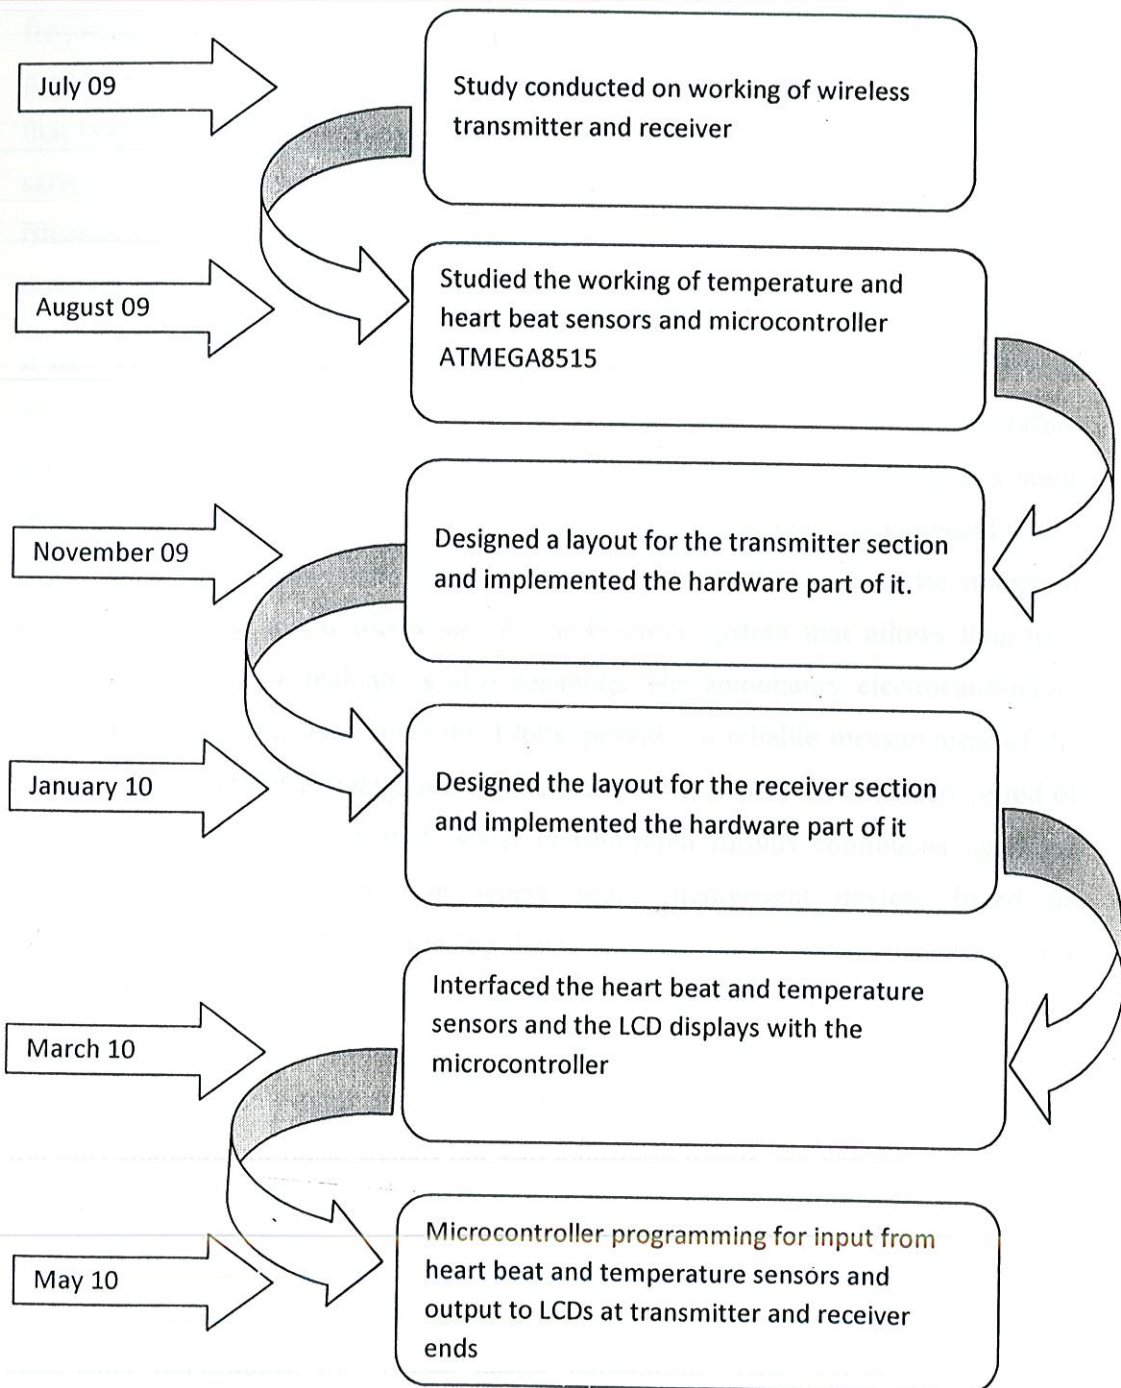 July 09
Study conducted on working of wireless
transmitter and receiver
August 09
Studied the working of temperature and
heart beat sensors and microcontroller
ATMEGA8515
November 09
Designed a layout for the transmitter section
and implemented the hardware part of it.
January 10
Designed the layout for the receiver section
and implemented the hardware part of it
March 10
Interfaced the heart beat and temperature
sensors and the LCD displays with the
microcontroller
May 10
Microcontroller programming for input from
heart beat and temperature sensors and
output to LCDs at transmitter and receiver
ends